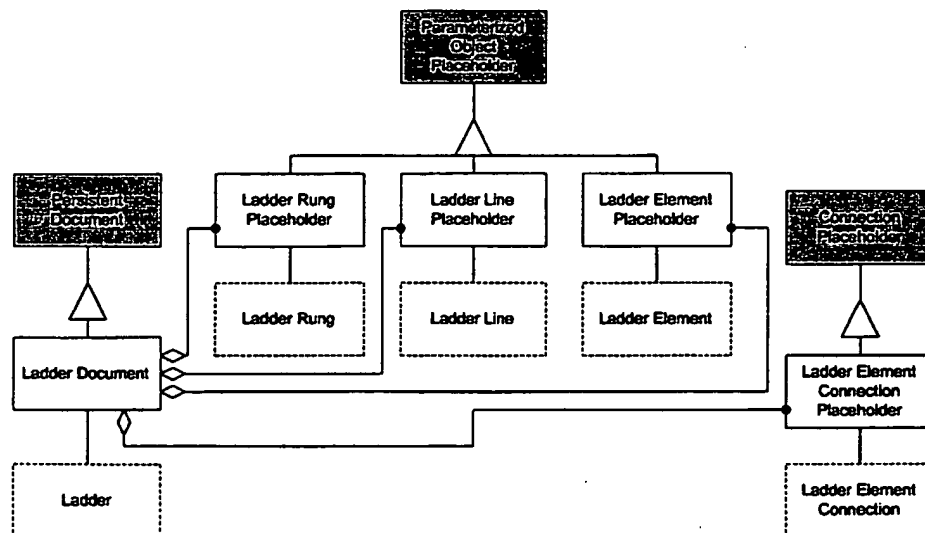 Parameterized
Object
Placeholder
Persistent
Document
Ladder Rung
Placeholder
Ladder Line
Placeholder
Ladder Element
Placeholder
Connection
Placeholder
Ladder Rung
Ladder Line
Ladder Element
Ladder Document
Ladder Element
Connection
Placeholder
Ladder
Ladder Element
Connection